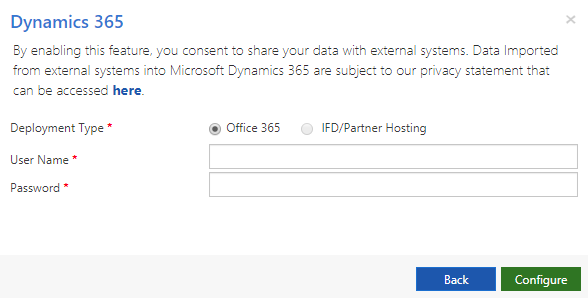 Dynamics 365
×
By enabling this feature, you consent to share your data with external systems. Data Imported
from external systems into Microsoft Dynamics 365 are subject to our privacy statement that
can be accessed here.
Deployment Type * Office 365 IFD/Partner Hosting
User Name *
Password *
Back Configure